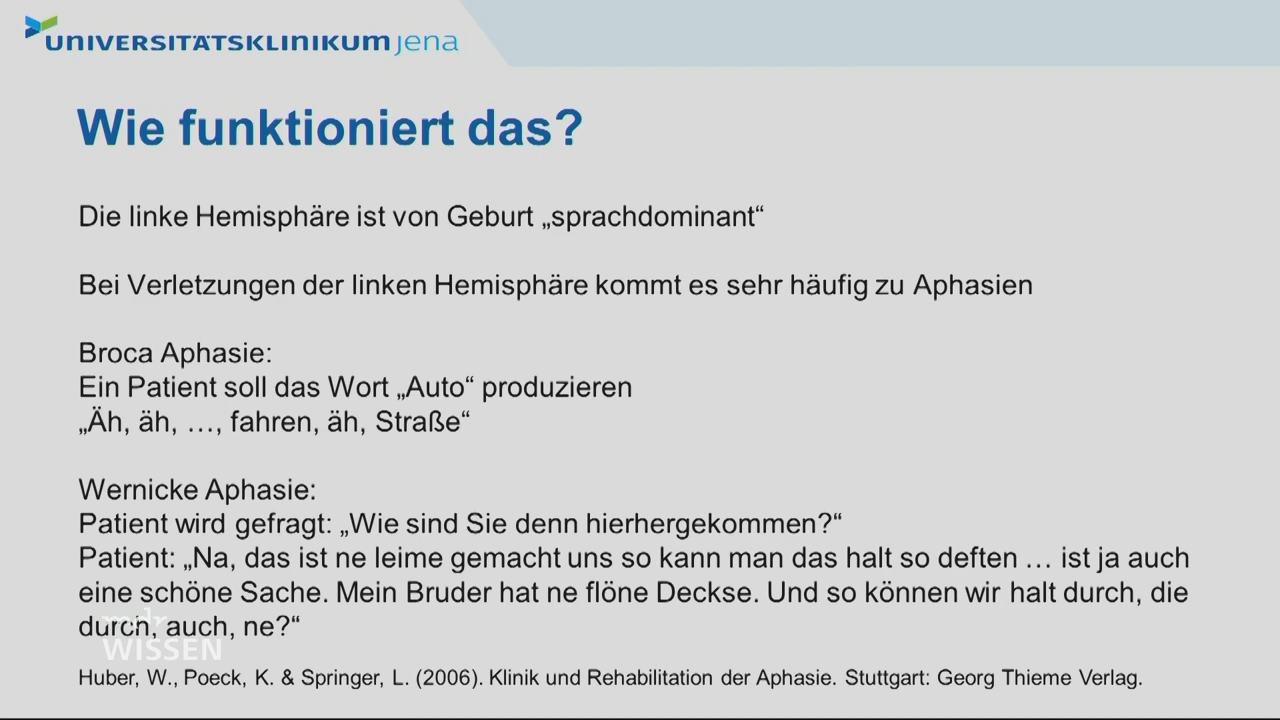 UNIVERSITÄTSKLINIKUM jena
Wie funktioniert das?
Die linke Hemisphäre ist von Geburt „sprachdominant“
Bei Verletzungen der linken Hemisphäre kommt es sehr häufig zu Aphasien
Broca Aphasie:
Ein Patient soll das Wort „Auto“ produzieren
„Äh, äh, …, fahren, äh, Straße“
Wernicke Aphasie:
Patient wird gefragt: „Wie sind Sie denn hierhergekommen?“
Patient: „Na, das ist ne leime gemacht uns so kann man das halt so deften … ist ja auch
eine schöne Sache. Mein Bruder hat ne flöne Deckse. Und so können wir halt durch, die
durch, auch, ne?“
mdr
WISSEN
Huber, W., Poeck, K. & Springer, L. (2006). Klinik und Rehabilitation der Aphasie. Stuttgart: Georg Thieme Verlag.